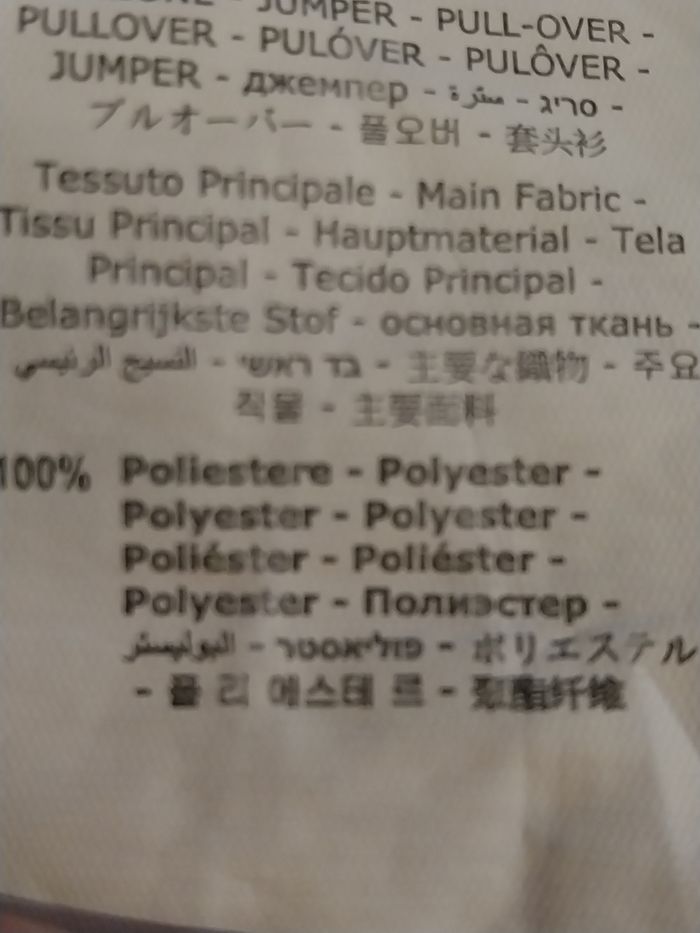 - JUMPER - PULL-OVER -
PULLOVER - PULÓVER - PULÔVER -
JUMPER - джемпер - سترة - סריג -
プルオーバー - 풀오버 - 套头衫
Tessuto Principale - Main Fabric -
Tissu Principal - Hauptmaterial - Tela
Principal - Tecido Principal -
Belangrijkste Stof - основная ткань -
النسيج الرئيسي - בד ראשי - 主要な織物 - 주요
직물 - 主要面料
100% Poliestere - Polyester -
Polyester - Polyester -
Poliéster - Poliéster -
Polyester - Полиэстер -
البوليستر - פוליאסטר - ポリエステル
- 폴 리 에스테 르 - 聚酯纤维